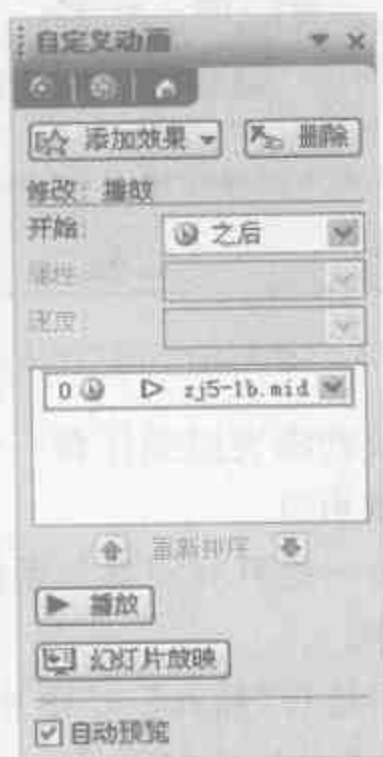 自定义动画
添加效果 删除
修改：播放
开始： 之后
属性：
速度：
0 zj5-1b.mid
重新排序
播放
幻灯片放映
自动预览